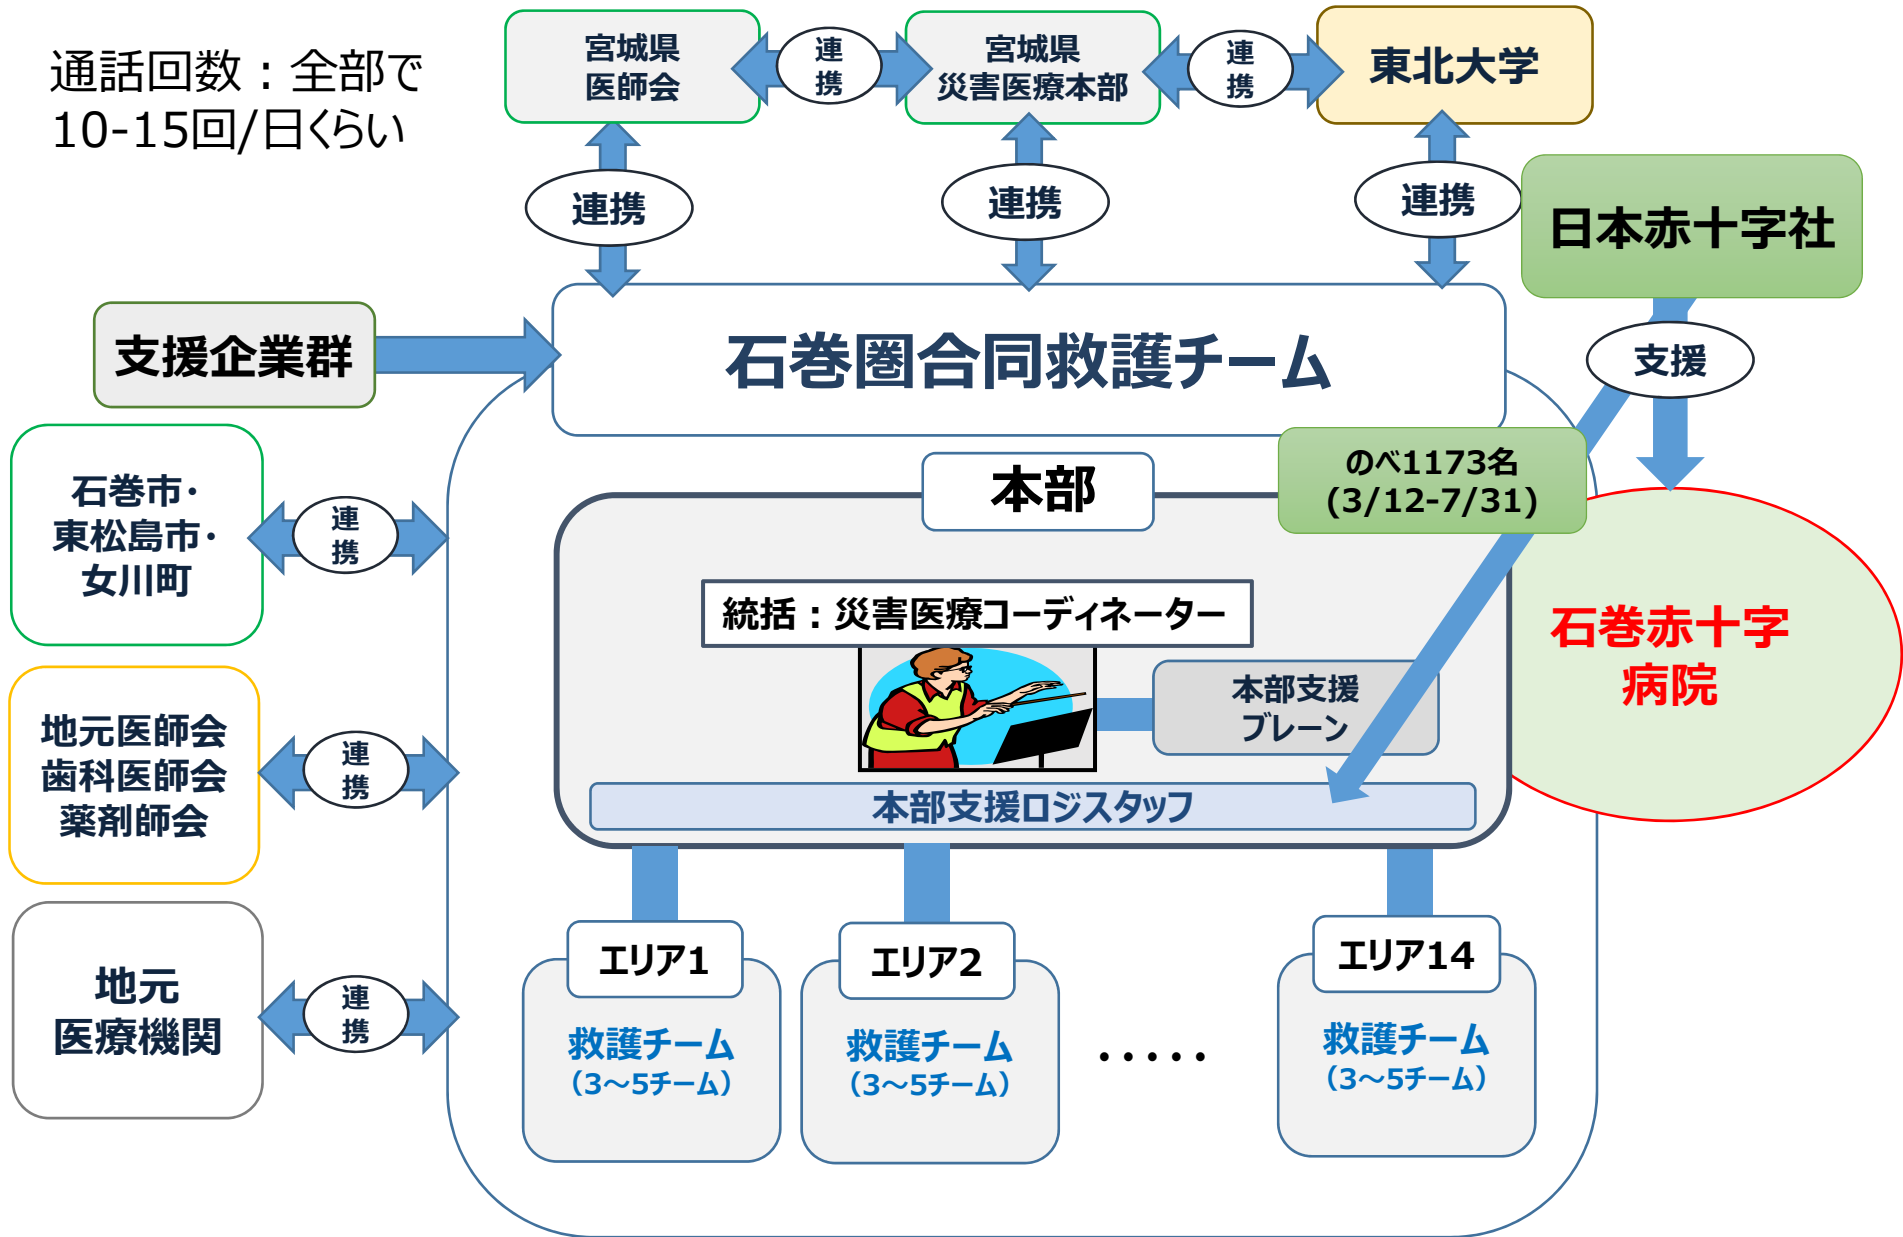 通話回数：全部で
10-15回/日くらい
宮城県
医師会
連
携
宮城県
災害医療本部
連
携
東北大学
連携
連携
連携
日本赤十字社
支援
支援企業群
石巻圏合同救護チーム
のべ1173名
(3/12-7/31)
本部
石巻市・
東松島市・
女川町
連
携
統括：災害医療コーディネーター
本部支援
ブレーン
石巻赤十字
病院
地元医師会
歯科医師会
薬剤師会
連
携
本部支援ロジスタッフ
地元
医療機関
連
携
エリア1
救護チーム
（3～5チーム）
エリア2
救護チーム
（3～5チーム）
・・・・・
エリア14
救護チーム
（3～5チーム）